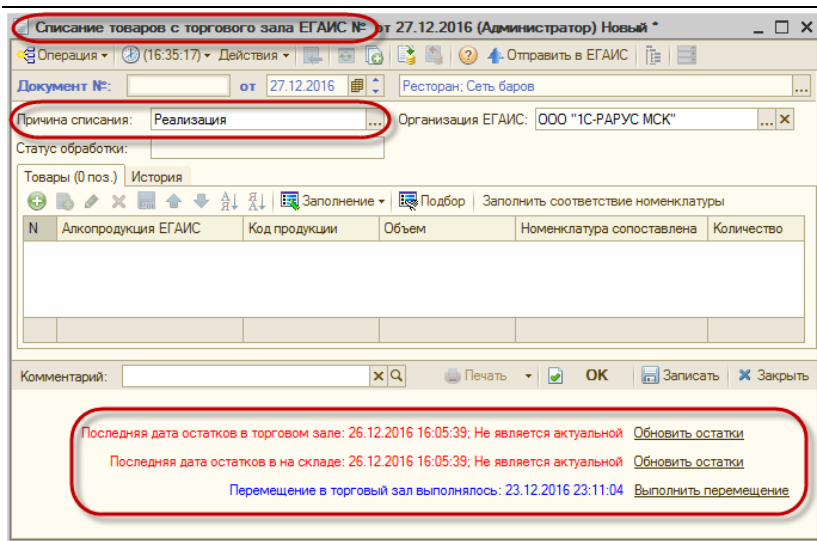 Списание товаров с торгового зала ЕГАИС № от 27.12.2016 (Администратор) Новый *
Операция (16:35:17) Действия Отправить в ЕГАИС
Документ №: от 27.12.2016 Ресторан; Сеть баров ...
Причина списания: Реализация ... Организация ЕГАИС: ООО "1С-РАРУС МСК" ...
Статус обработки:
Товары (0 поз.) История
Заполнение Подбор Заполнить соответствие номенклатуры
N Алкопродукция ЕГАИС Код продукции Объем Номенклатура сопоставлена Количество
Комментарий: Печать OK Записать Закрыть
Последняя дата остатков в торговом зале: 26.12.2016 16:05:39; Не является актуальной Обновить остатки
Последняя дата остатков в на складе: 26.12.2016 16:05:39; Не является актуальной Обновить остатки
Перемещение в торговый зал выполнялось: 23.12.2016 23:11:04 Выполнить перемещение